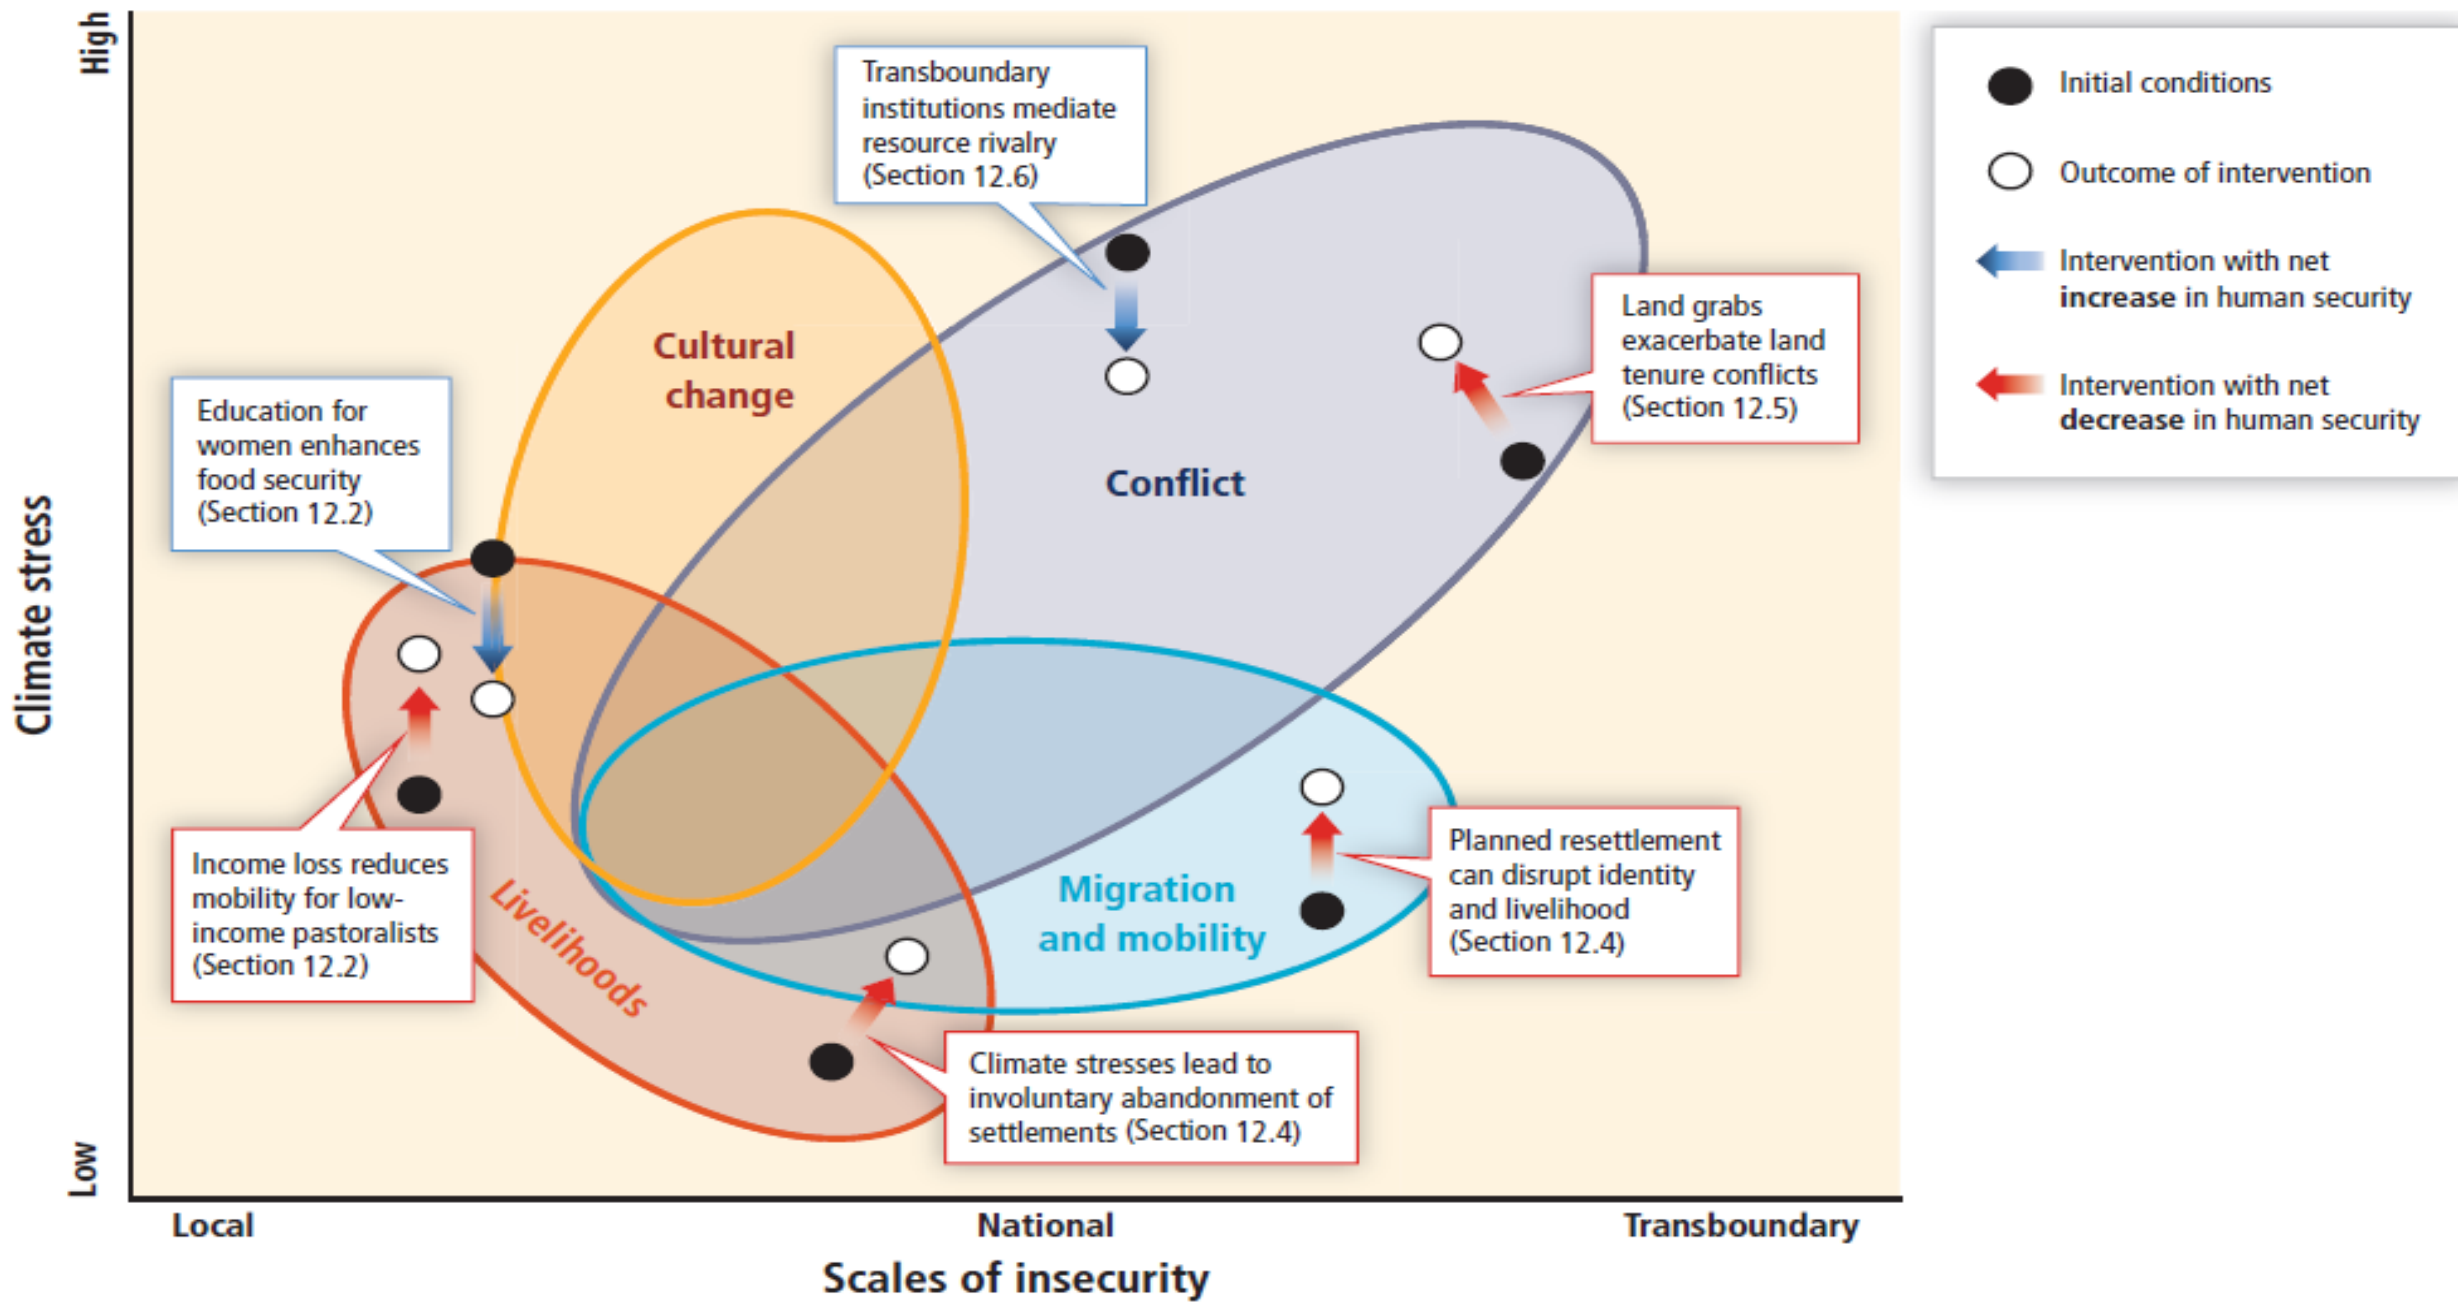 High
Climate stress
Low
Transboundary
institutions mediate
resource rivalry
(Section 12.6)
Cultural
change
Education for
women enhances
food security
(Section 12.2)
Conflict
Land grabs
exacerbate land
tenure conflicts
(Section 12.5)
Income loss reduces
mobility for low-
income pastoralists
(Section 12.2)
Livelihoods
Migration
and mobility
Planned resettlement
can disrupt identity
and livelihood
(Section 12.4)
Climate stresses lead to
involuntary abandonment of
settlements (Section 12.4)
Local
National
Transboundary
Scales of insecurity
Initial conditions
Outcome of intervention
Intervention with net
increase in human security
Intervention with net
decrease in human security